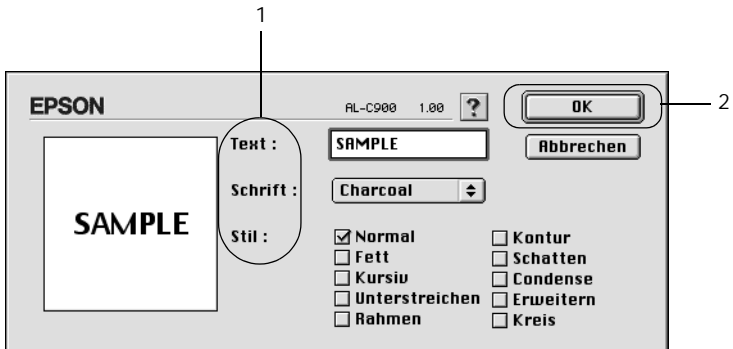 1
EPSON
AL-C900 1.00 ?
OK
2
Text :
SAMPLE
Abbrechen
Schrift :
Charcoal
SAMPLE
Stil :
Normal
Kontur
Fett
Schatten
Kursiv
Condense
Unterstreichen
Erweitern
Rahmen
Kreis